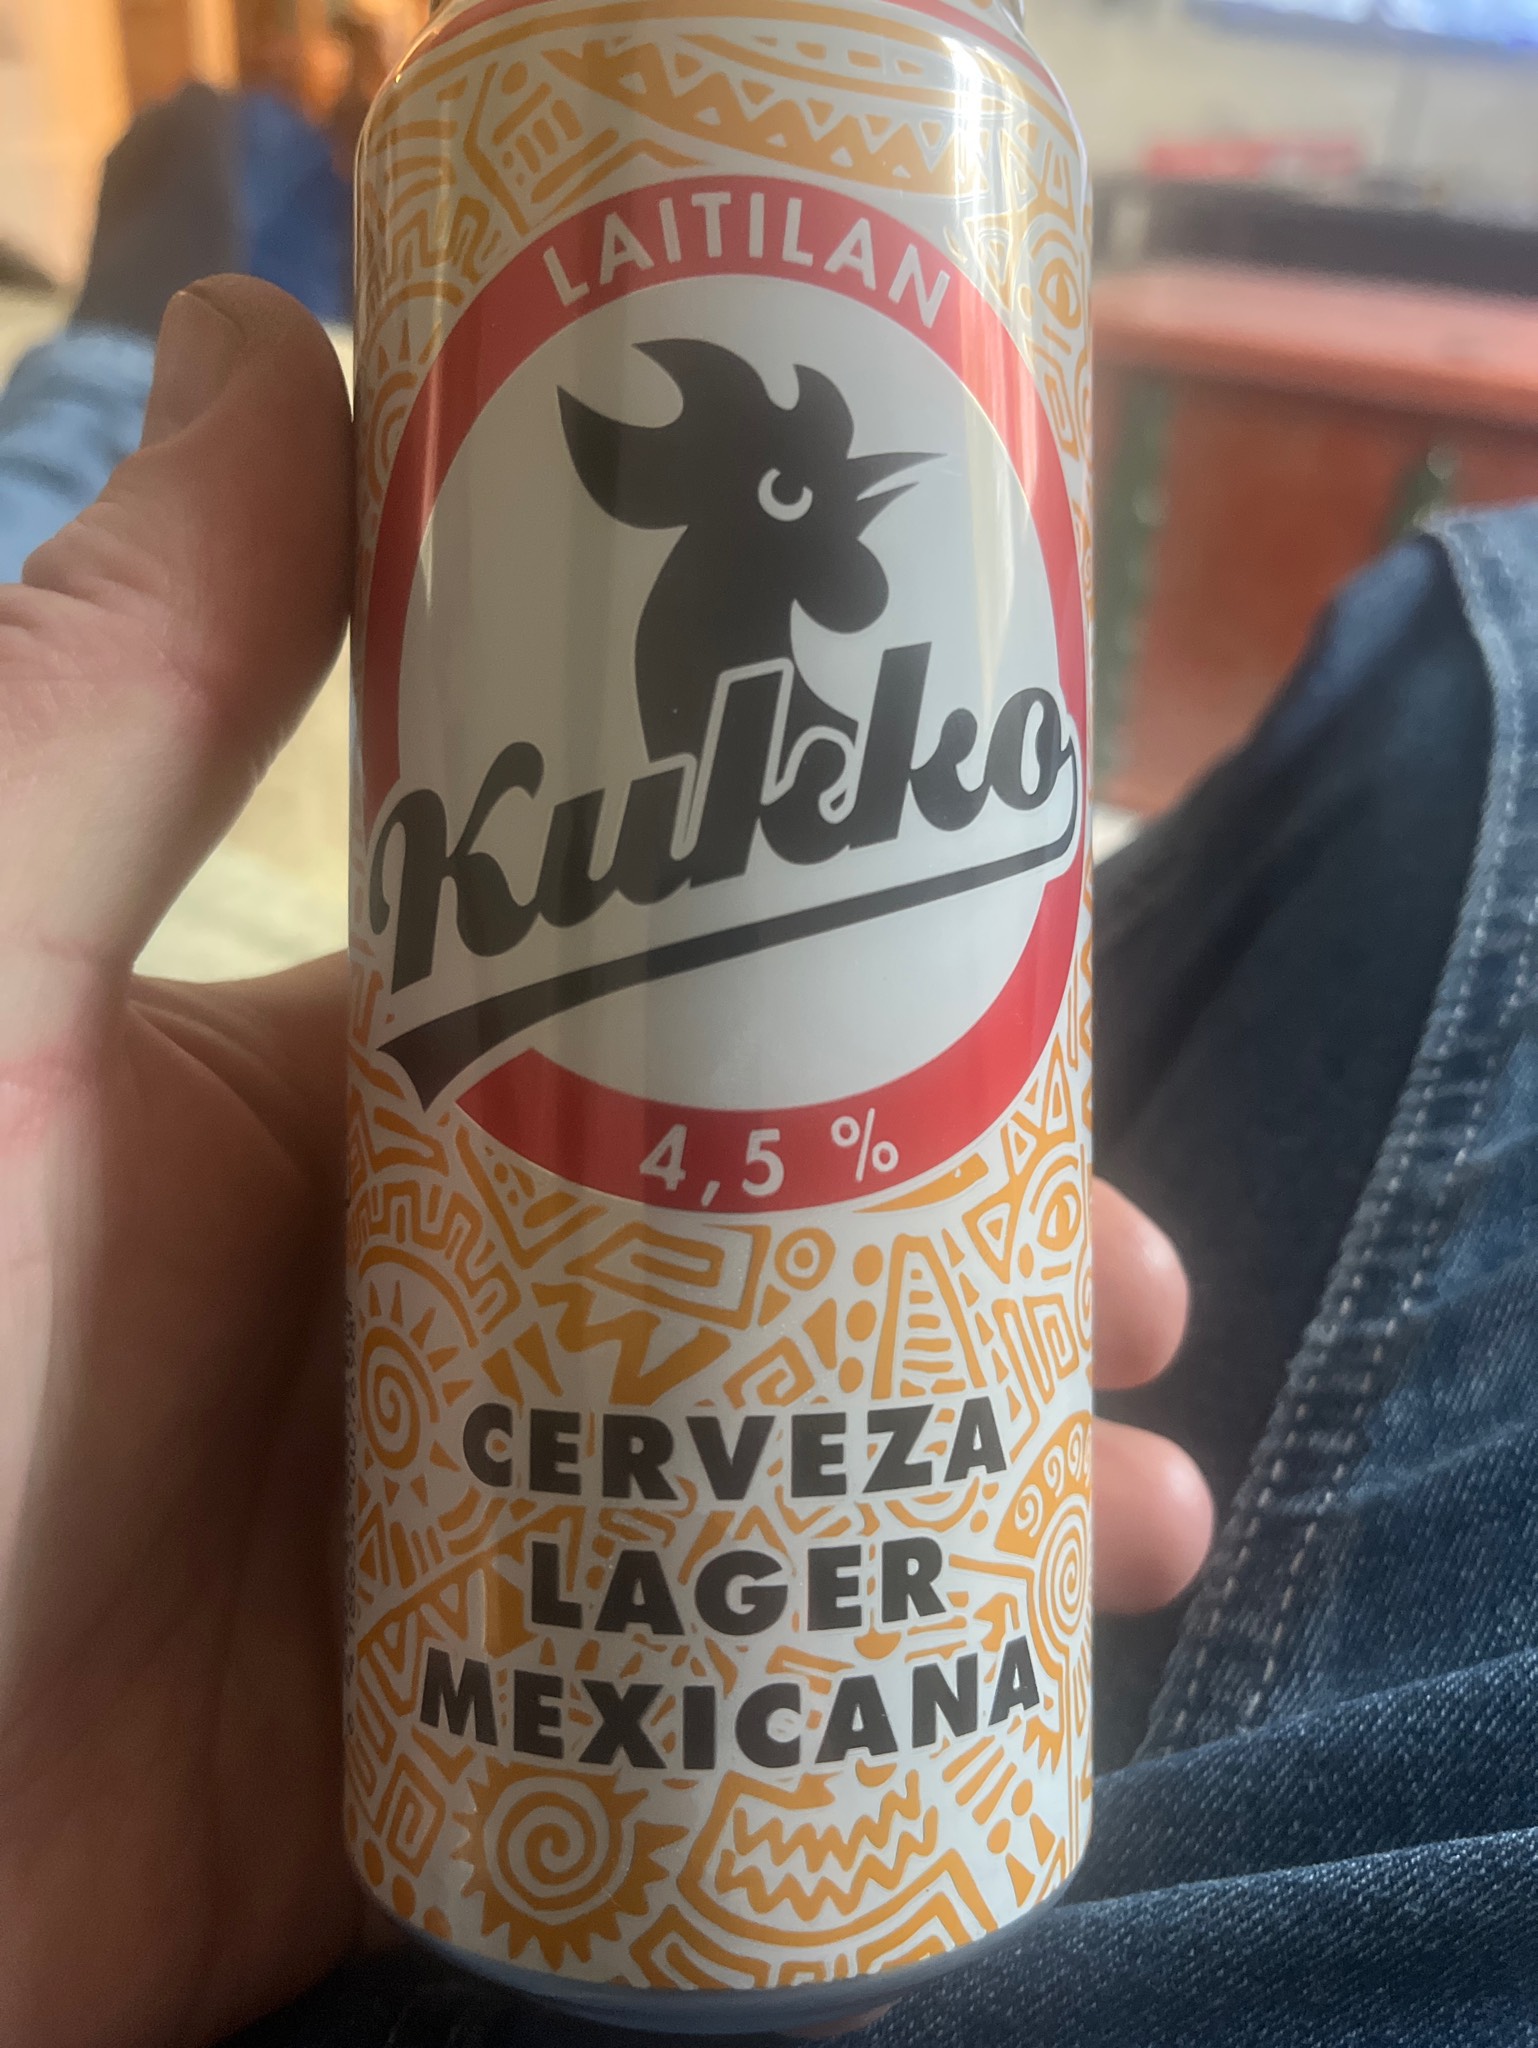 LAITILAN
Kukko
4,5 %
CERVEZA
LAGER
MEXICANA